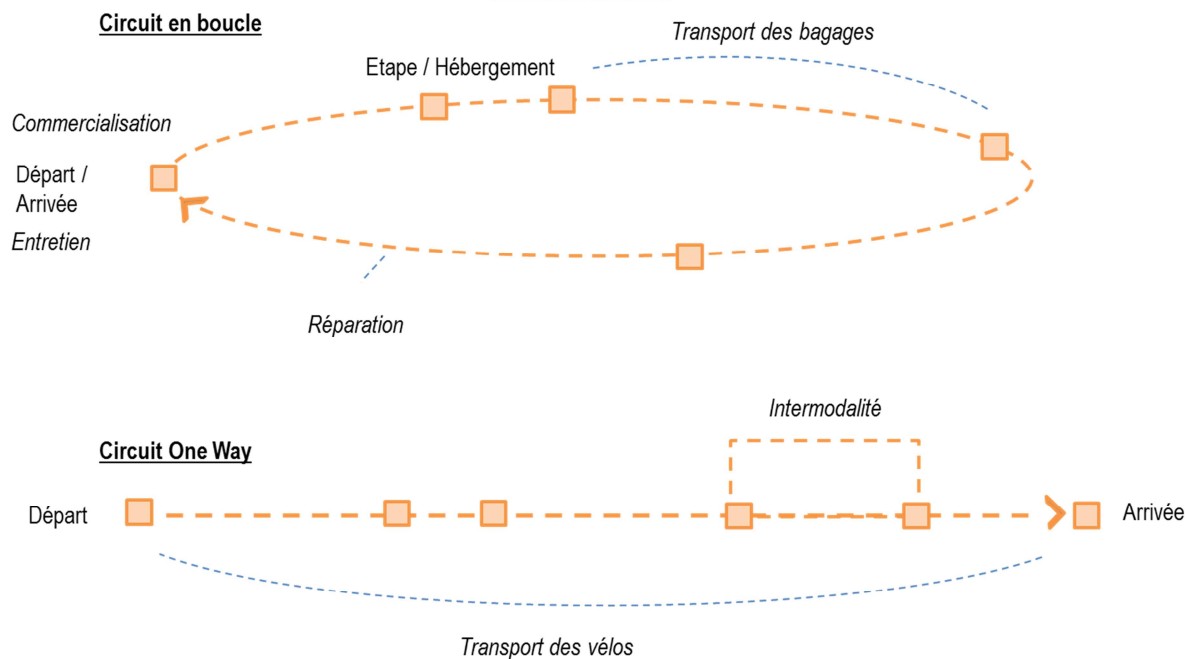 Circuit en boucle
Transport des bagages
Etape / Hébergement
Commercialisation
Départ /
Arrivée
Entretien
Réparation
Intermodalité
Circuit One Way
Départ
Arrivée
Transport des vélos